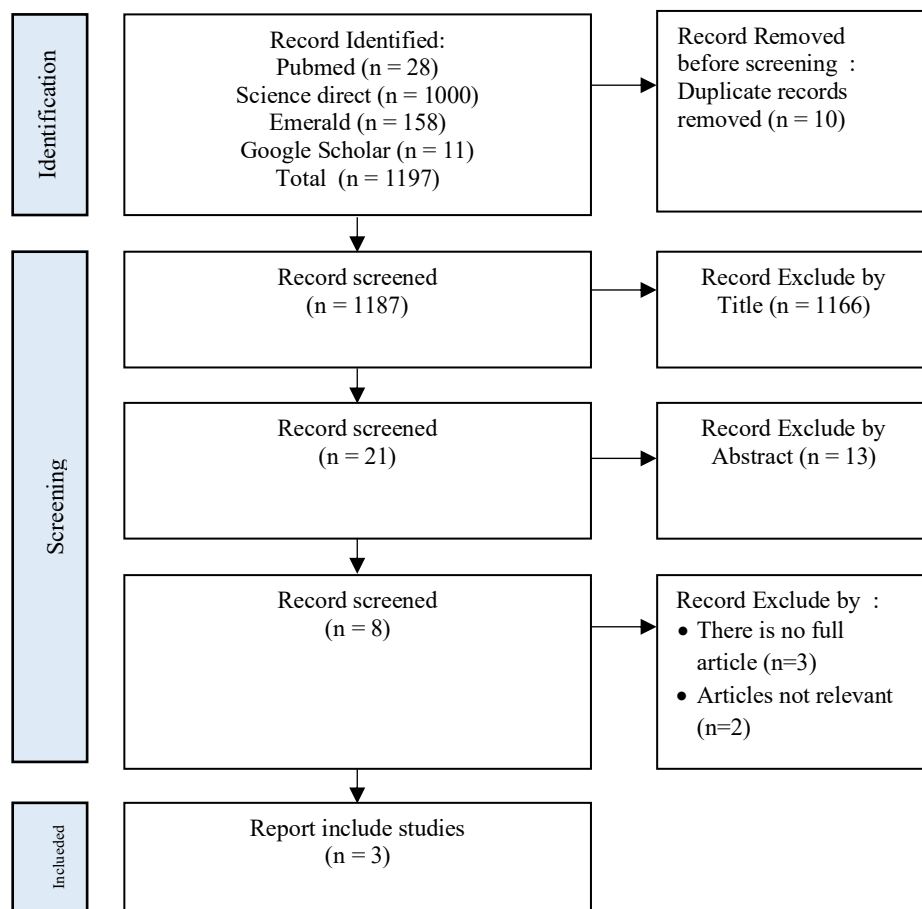 Identification
Record Identified:
Pubmed (n = 28)
Science direct (n = 1000)
Emerald (n = 158)
Google Scholar (n = 11)
Total  (n = 1197)
Record Removed
before screening  :
Duplicate records
removed (n = 10)
Screening
Record screened
(n = 1187)
Record Exclude by
Title (n = 1166)
Record screened
(n = 21)
Record Exclude by
Abstract (n = 13)
Record screened
(n = 8)
Record Exclude by  :
• There is no full
article (n=3)
• Articles not relevant
(n=2)
Inclueded
Report include studies
(n = 3)